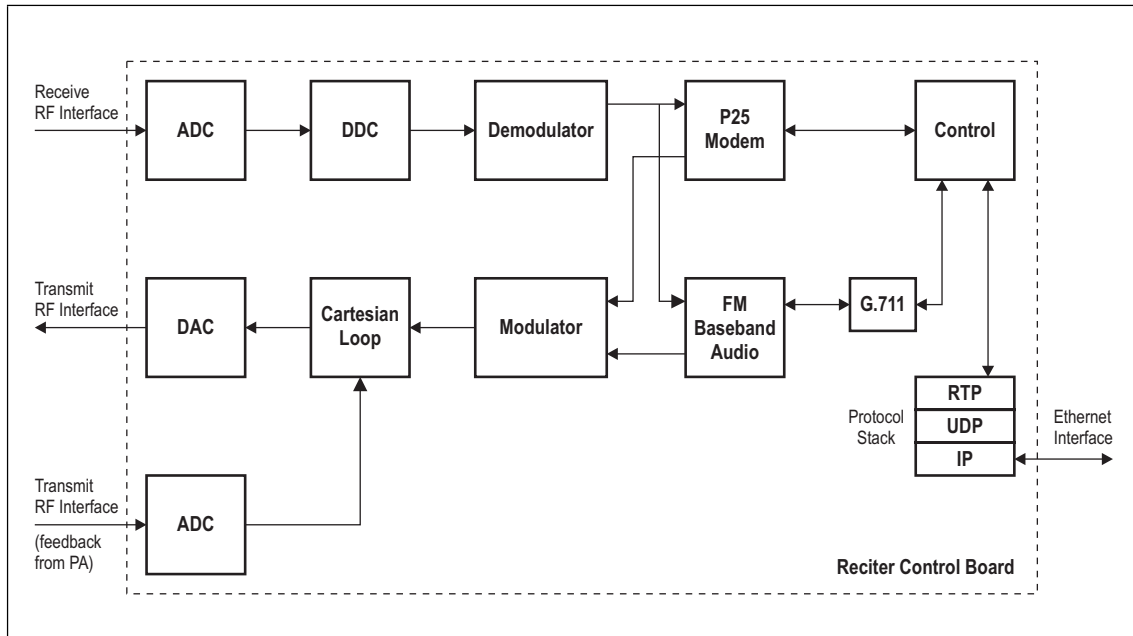 Receive
RF Interface
ADC
DDC
Demodulator
P25
Modem
Control
Transmit
RF Interface
DAC
Cartesian
Loop
Modulator
FM
Baseband
Audio
G.711
RTP
UDP
IP
Protocol
Stack
Ethernet
Interface
Transmit
RF Interface
(feedback
from PA)
ADC
Reciter Control Board